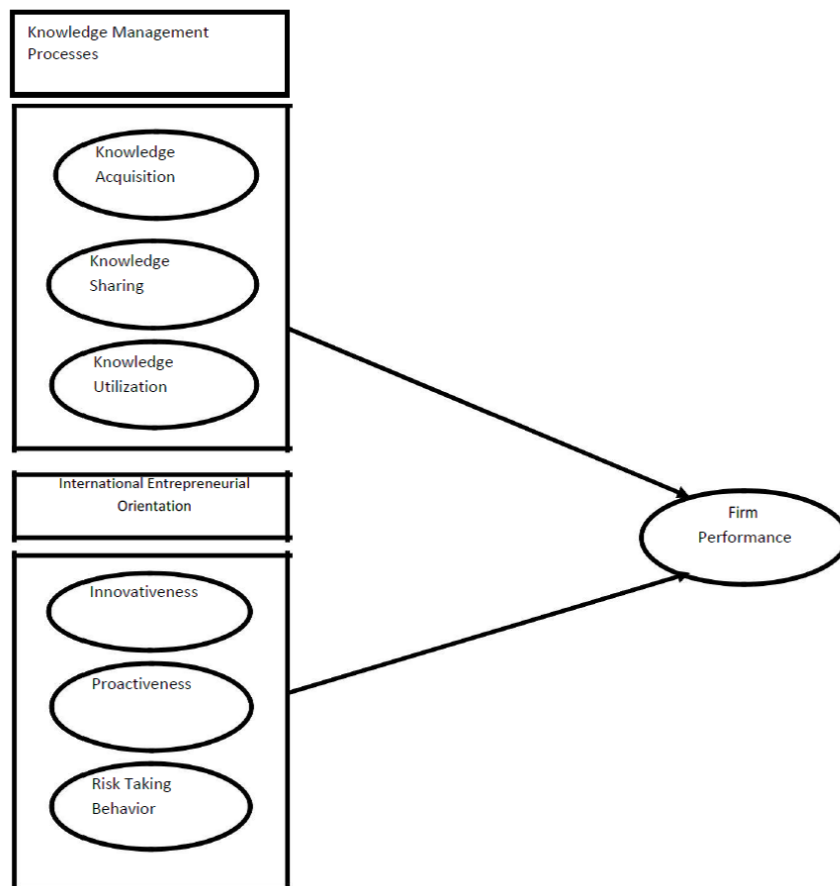 Knowledge Management
Processes
Knowledge
Acquisition
Knowledge
Sharing
Knowledge
Utilization
International Entrepreneurial
Orientation
Firm
Performance
Innovativeness
Proactiveness
Risk Taking
Behavior